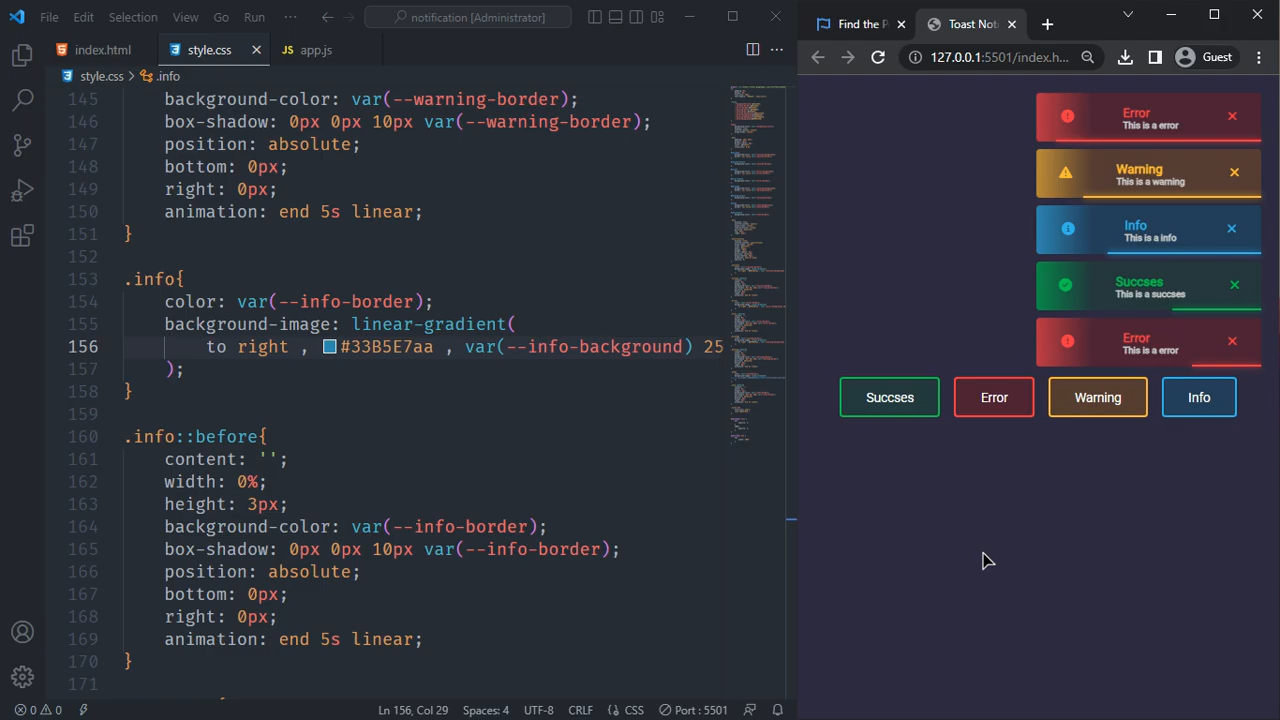 File Edit Selection View Go Run ···
notification [Administrator]
index.html
style.css
app.js
style.css > .info
145 background-color: var(--warning-border);
146 box-shadow: 0px 0px 10px var(--warning-border);
147 position: absolute;
148 bottom: 0px;
149 right: 0px;
150 animation: end 5s linear;
151 }
152
153 .info{
154 color: var(--info-border);
155 background-image: linear-gradient(
156 to right , #33B5E7aa , var(--info-background) 25
157 );
158 }
159
160 .info::before{
161 content: '';
162 width: 0%;
163 height: 3px;
164 background-color: var(--info-border);
165 box-shadow: 0px 0px 10px var(--info-border);
166 position: absolute;
167 bottom: 0px;
168 right: 0px;
169 animation: end 5s linear;
170 }
171
0 0
Ln 156, Col 29 Spaces: 4 UTF-8 CRLF {} CSS Port : 5501
Find the P
Toast Not
127.0.0.1:5501/index.h...
Guest
Error
This is a error
Warning
This is a warning
Info
This is a info
Succses
This is a succses
Error
This is a error
Succses Error Warning Info